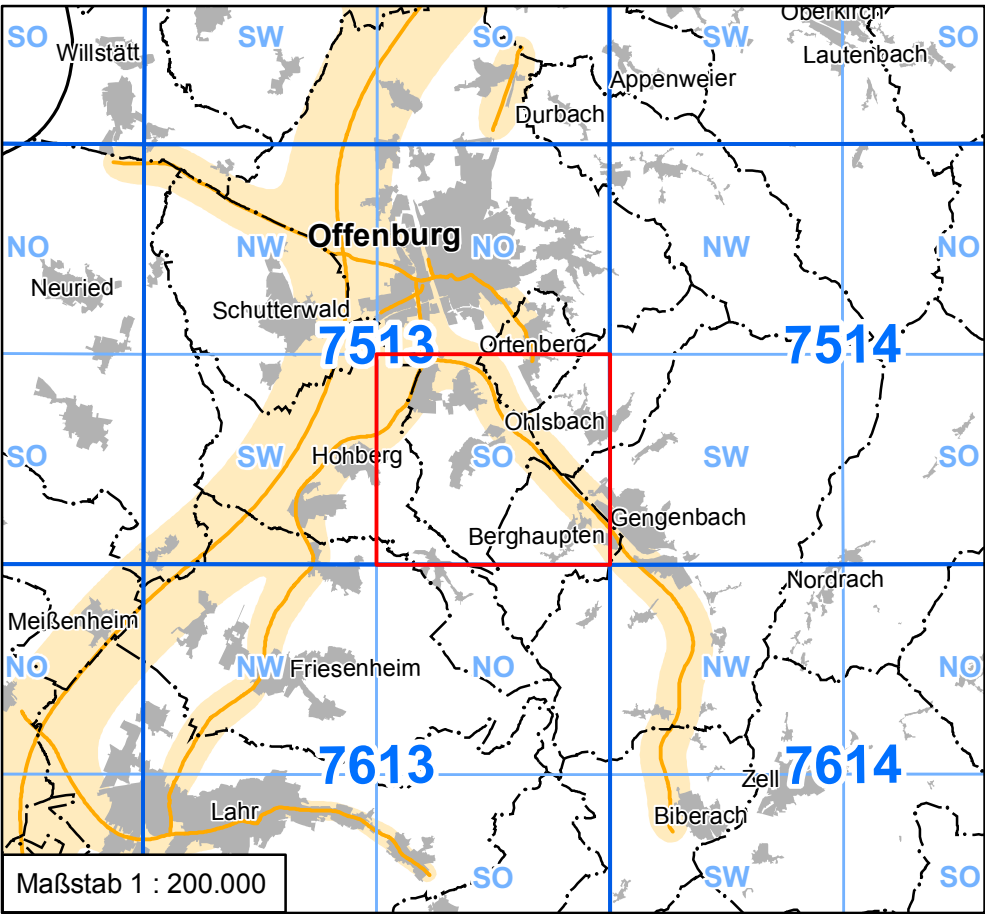 Oberkirch
SO
SW
SO
SW
SO
Willstätt
Lautenbach
Appenweier
Durbach
Offenburg
NO
NW
NO
NW
NO
Neuried
Schutterwald
7513
Ortenberg
7514
Ohlsbach
SO
SW
Hohberg
SO
SW
SO
Berghaupten
Gengenbach
Nordrach
Meißenheim
NO
NW
Friesenheim
NO
NW
NO
7613
Zell
7614
Lahr
Biberach
Maßstab 1 : 200.000
SO
SW
SO